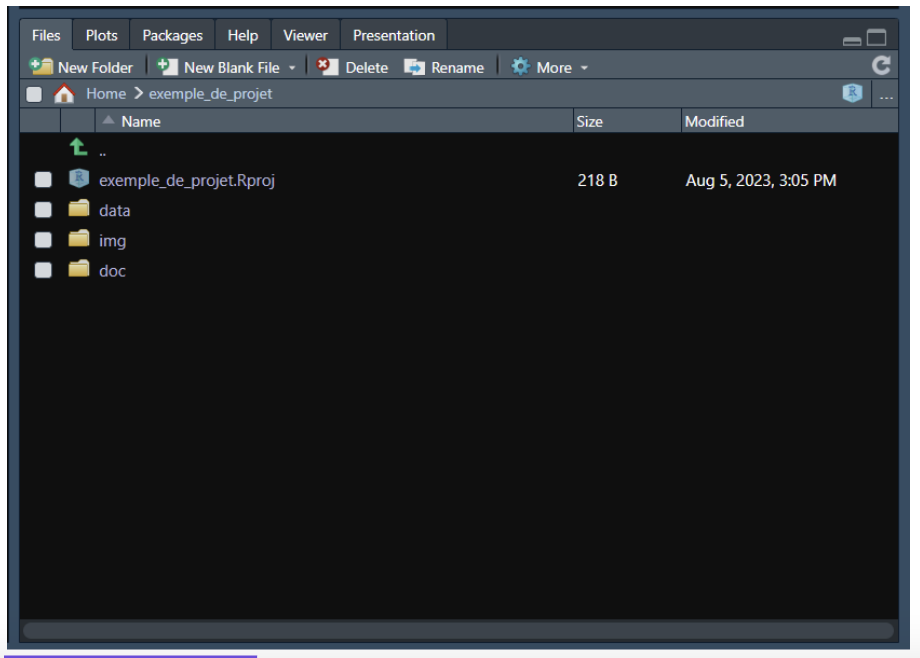 Files Plots Packages Help Viewer Presentation
New Folder New Blank File Delete Rename More
Home exemple_de_projet R ...
Name Size Modified
..
R exemple_de_projet.Rproj 218 B Aug 5, 2023, 3:05 PM
data
img
doc